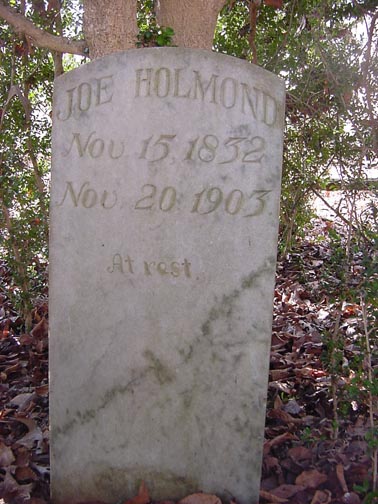 JOE HOLMOND
Nov. 15, 1832
Nov. 20, 1903
At rest.